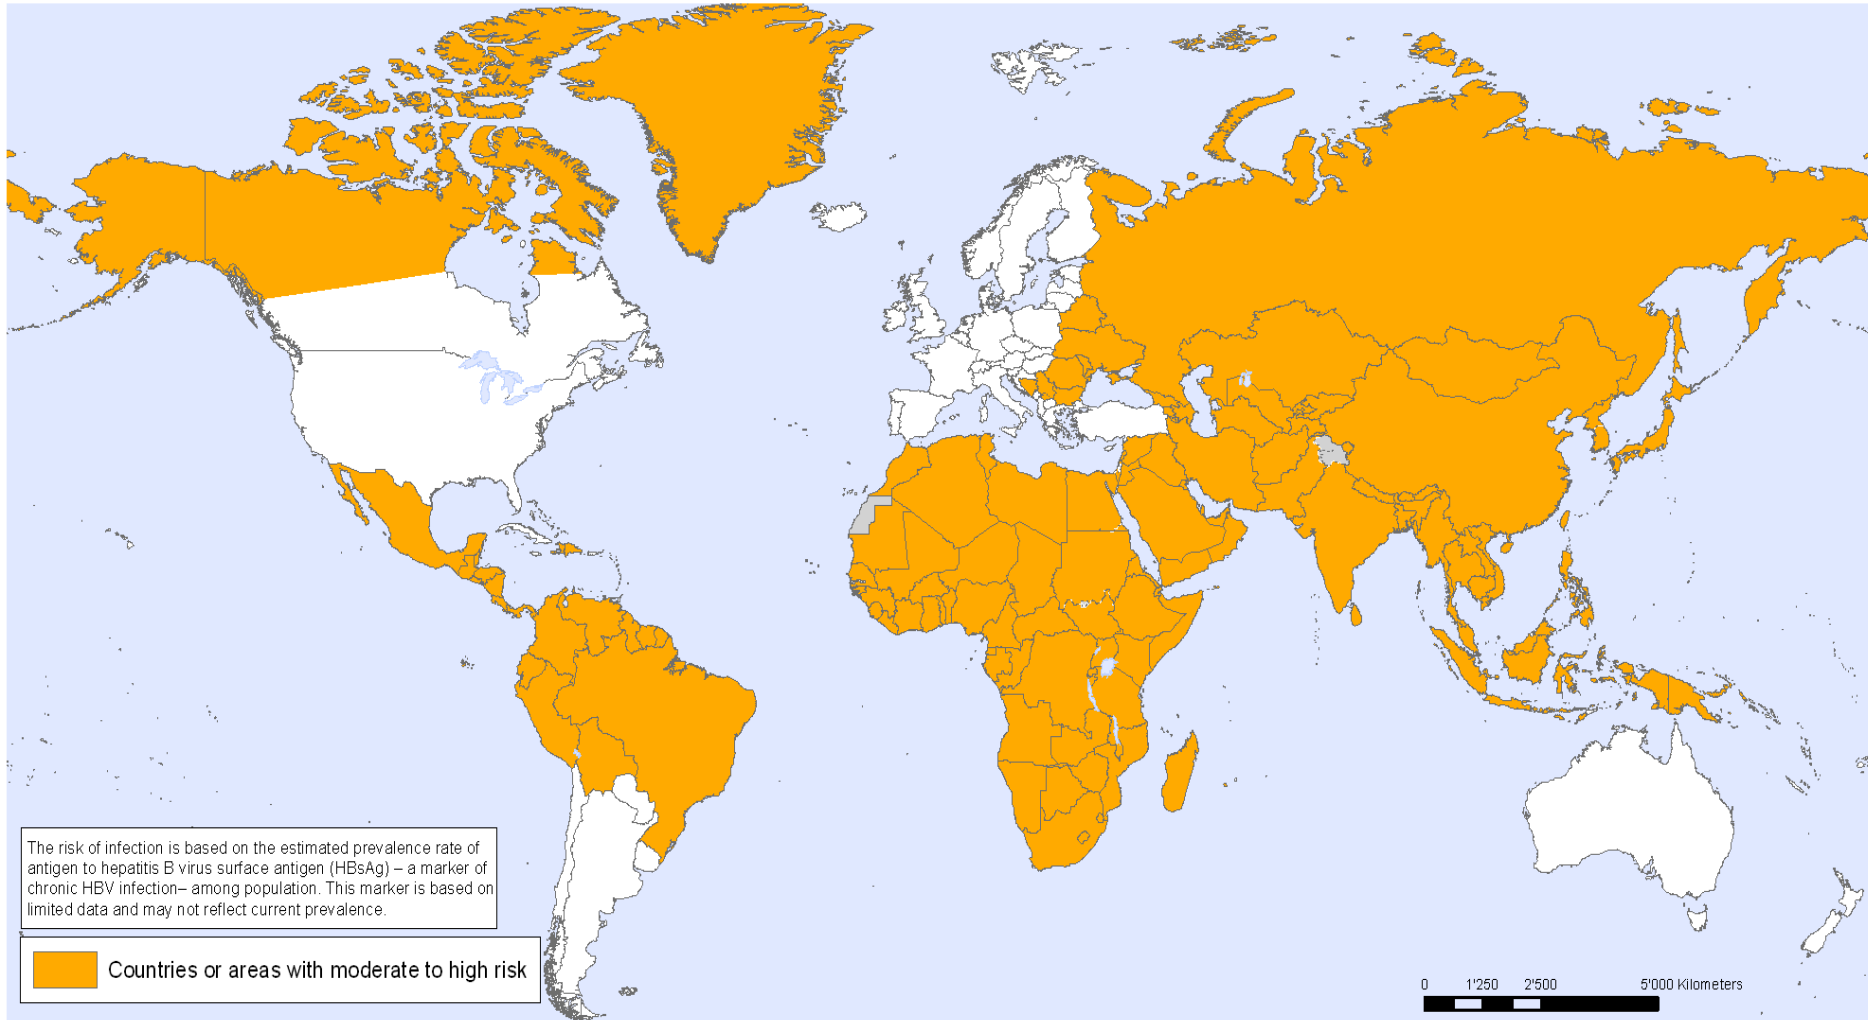 The risk of infection is based on the estimated prevalence rate of
antigen to hepatitis B virus surface antigen (HBsAg) – a marker of
chronic HBV infection– among population. This marker is based on
limited data and may not reflect current prevalence.
Countries or areas with moderate to high risk
0 1'250 2'500 5'000 Kilometers